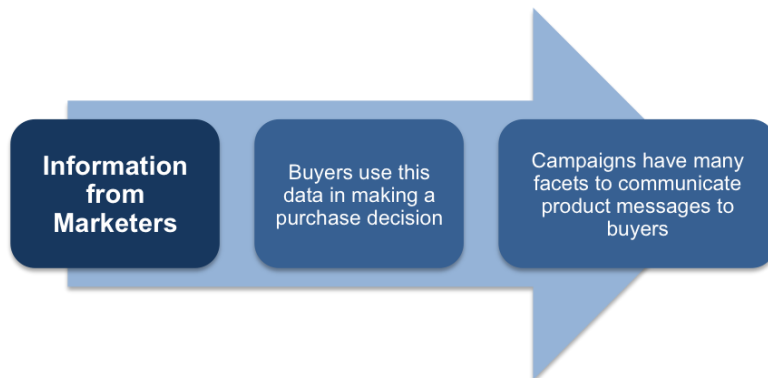 Information
from
Marketers
Buyers use this
data in making a
purchase decision
Campaigns have many
facets to communicate
product messages to
buyers